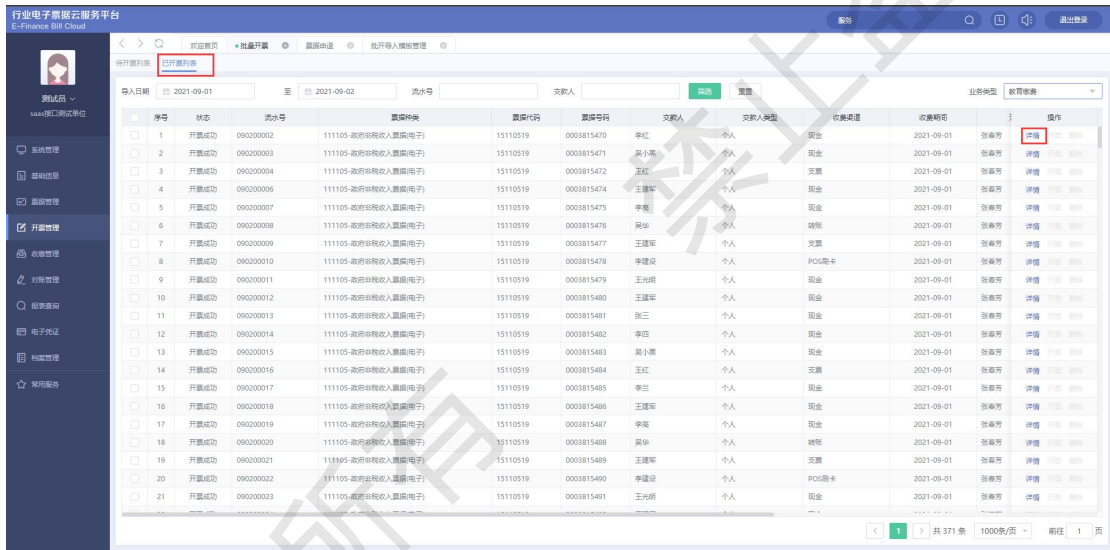 行业电子票据云服务平台
E-Finance Bill Cloud
服务
退出登录
欢迎首页 批量开票 票据申退 批开导入模板管理
待开票列表 已开票列表
测试员
saas接口测试单位
系统管理
基础信息
票据管理
开票管理
收缴管理
对账管理
报表查询
电子凭证
档案管理
常用服务
导入日期 2021-09-01 至 2021-09-02 流水号 交款人 筛选 重置 业务类型 教育缴费
序号 状态 流水号 票据种类 票据代码 票据号码 交款人 交款人类型 收费渠道 收费期间 操作
1 开票成功 090200002 111105-政府非税收入票据(电子) 15110519 0003815470 李红 个人 现金 2021-09-01 张春芳 详情
2 开票成功 090200003 111105-政府非税收入票据(电子) 15110519 0003815471 吴小黑 个人 现金 2021-09-01 张春芳 详情
3 开票成功 090200004 111105-政府非税收入票据(电子) 15110519 0003815472 王红 个人 支票 2021-09-01 张春芳 详情
4 开票成功 090200006 111105-政府非税收入票据(电子) 15110519 0003815474 王建军 个人 现金 2021-09-01 张春芳 详情
5 开票成功 090200007 111105-政府非税收入票据(电子) 15110519 0003815475 李亮 个人 现金 2021-09-01 张春芳 详情
6 开票成功 090200008 111105-政府非税收入票据(电子) 15110519 0003815476 吴华 个人 转账 2021-09-01 张春芳 详情
7 开票成功 090200009 111105-政府非税收入票据(电子) 15110519 0003815477 王建军 个人 支票 2021-09-01 张春芳 详情
8 开票成功 090200010 111105-政府非税收入票据(电子) 15110519 0003815478 李建设 个人 POS刷卡 2021-09-01 张春芳 详情
9 开票成功 090200011 111105-政府非税收入票据(电子) 15110519 0003815479 王光明 个人 现金 2021-09-01 张春芳 详情
10 开票成功 090200012 111105-政府非税收入票据(电子) 15110519 0003815480 王建军 个人 现金 2021-09-01 张春芳 详情
11 开票成功 090200013 111105-政府非税收入票据(电子) 15110519 0003815481 张三 个人 现金 2021-09-01 张春芳 详情
12 开票成功 090200014 111105-政府非税收入票据(电子) 15110519 0003815482 李四 个人 现金 2021-09-01 张春芳 详情
13 开票成功 090200015 111105-政府非税收入票据(电子) 15110519 0003815483 吴小黑 个人 现金 2021-09-01 张春芳 详情
14 开票成功 090200016 111105-政府非税收入票据(电子) 15110519 0003815484 王红 个人 支票 2021-09-01 张春芳 详情
15 开票成功 090200017 111105-政府非税收入票据(电子) 15110519 0003815485 李兰 个人 现金 2021-09-01 张春芳 详情
16 开票成功 090200018 111105-政府非税收入票据(电子) 15110519 0003815486 王建军 个人 现金 2021-09-01 张春芳 详情
17 开票成功 090200019 111105-政府非税收入票据(电子) 15110519 0003815487 李亮 个人 现金 2021-09-01 张春芳 详情
18 开票成功 090200020 111105-政府非税收入票据(电子) 15110519 0003815488 吴华 个人 转账 2021-09-01 张春芳 详情
19 开票成功 090200021 111105-政府非税收入票据(电子) 15110519 0003815489 王建军 个人 支票 2021-09-01 张春芳 详情
20 开票成功 090200022 111105-政府非税收入票据(电子) 15110519 0003815490 李建设 个人 POS刷卡 2021-09-01 张春芳 详情
21 开票成功 090200023 111105-政府非税收入票据(电子) 15110519 0003815491 王光明 个人 现金 2021-09-01 张春芳 详情
1 共 371 条 1000条/页 前往 1 页
所有
禁止